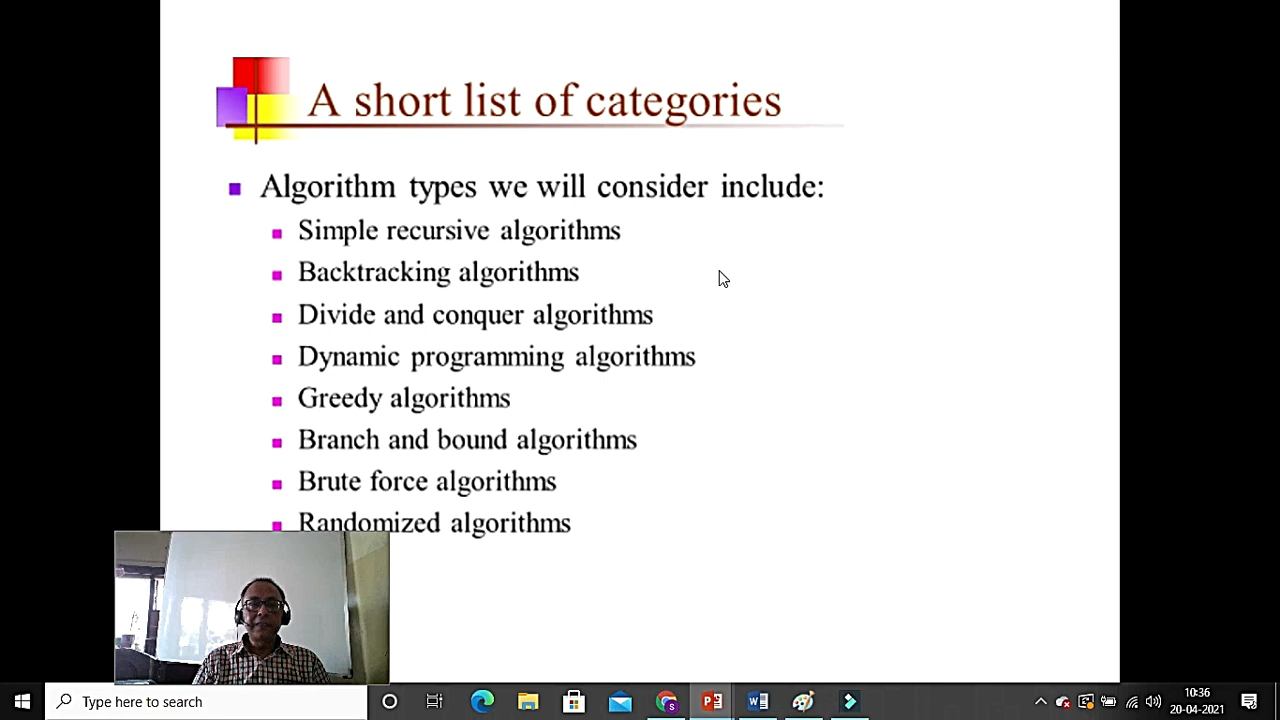 A short list of categories
Algorithm types we will consider include:
Simple recursive algorithms
Backtracking algorithms
Divide and conquer algorithms
Dynamic programming algorithms
Greedy algorithms
Branch and bound algorithms
Brute force algorithms
Randomized algorithms
Type here to search
10:36
20-04-2021